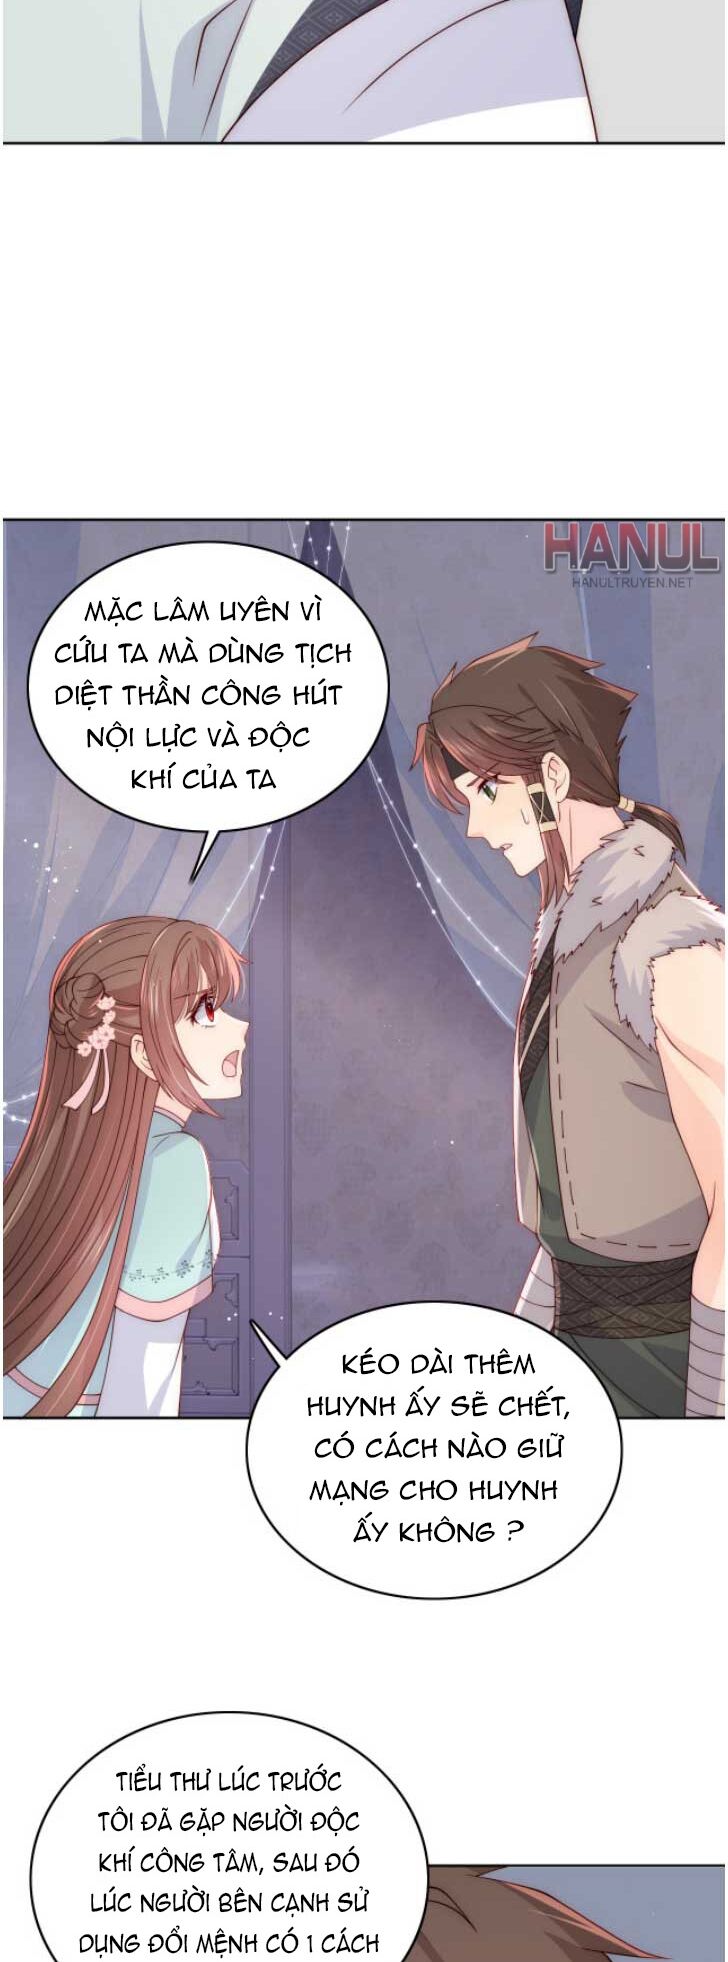 HANUL
HANULTRUYEN.NET
MẶC LÂM UYÊN VÌ
CỨU TA MÀ DÙNG TỊCH
DIỆT THẦN CÔNG HÚT
NỘI LỰC VÀ ĐỘC
KHÍ CỦA TA
KÉO DÀI THÊM
HUYNH ẤY SẼ CHẾT,
CÓ CÁCH NÀO GIỮ
MẠNG CHO HUYNH
ẤY KHÔNG ?
TIỂU THƯ LÚC TRƯỚC
TÔI ĐÃ GẶP NGƯỜI ĐỘC
KHÍ CÔNG TÂM, SAU ĐÓ
LÚC NGƯỜI BÊN CẠNH SỬ
DỤNG ĐỔI MỆNH CÓ 1 CÁCH